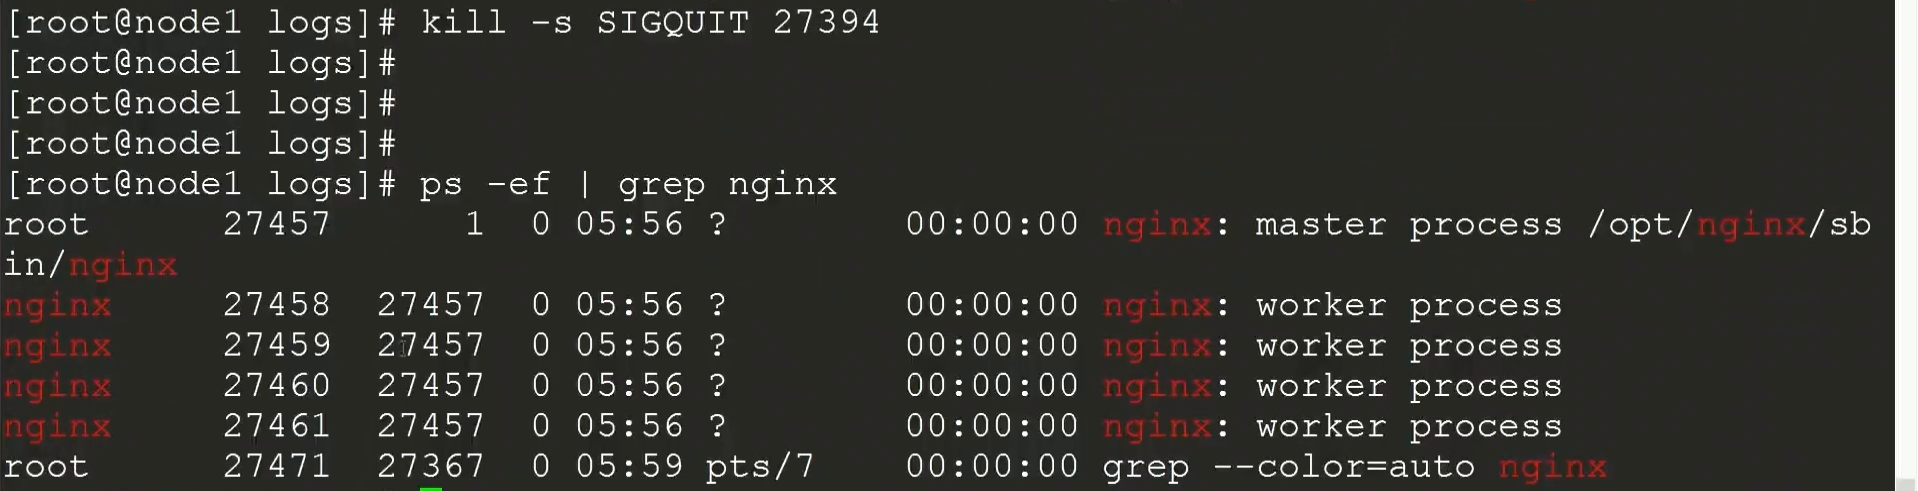 [root@node1 logs]# kill -s SIGQUIT 27394
[root@node1 logs]#
[root@node1 logs]#
[root@node1 logs]#
[root@node1 logs]# ps -ef | grep nginx
root 27457 1 0 05:56 ? 00:00:00 nginx: master process /opt/nginx/sb
in/nginx
nginx 27458 27457 0 05:56 ? 00:00:00 nginx: worker process
nginx 27459 27457 0 05:56 ? 00:00:00 nginx: worker process
nginx 27460 27457 0 05:56 ? 00:00:00 nginx: worker process
nginx 27461 27457 0 05:56 ? 00:00:00 nginx: worker process
root 27471 27367 0 05:59 pts/7 00:00:00 grep --color=auto nginx